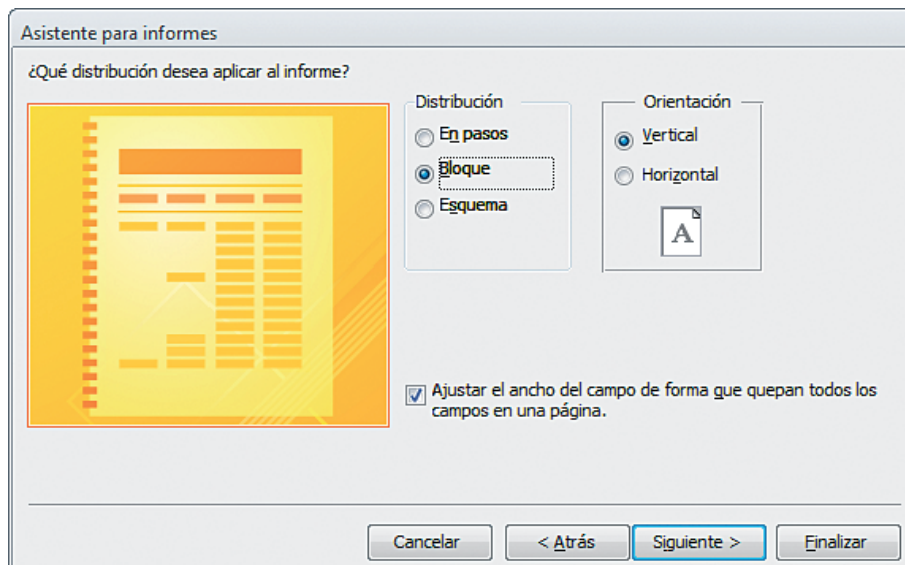 Asistente para informes
¿Qué distribución desea aplicar al informe?
Distribución
En pasos
Bloque
Esquema
Orientación
Vertical
Horizontal
A
Ajustar el ancho del campo de forma que quepan todos los
campos en una página.
Cancelar
< Atrás
Siguiente >
Finalizar